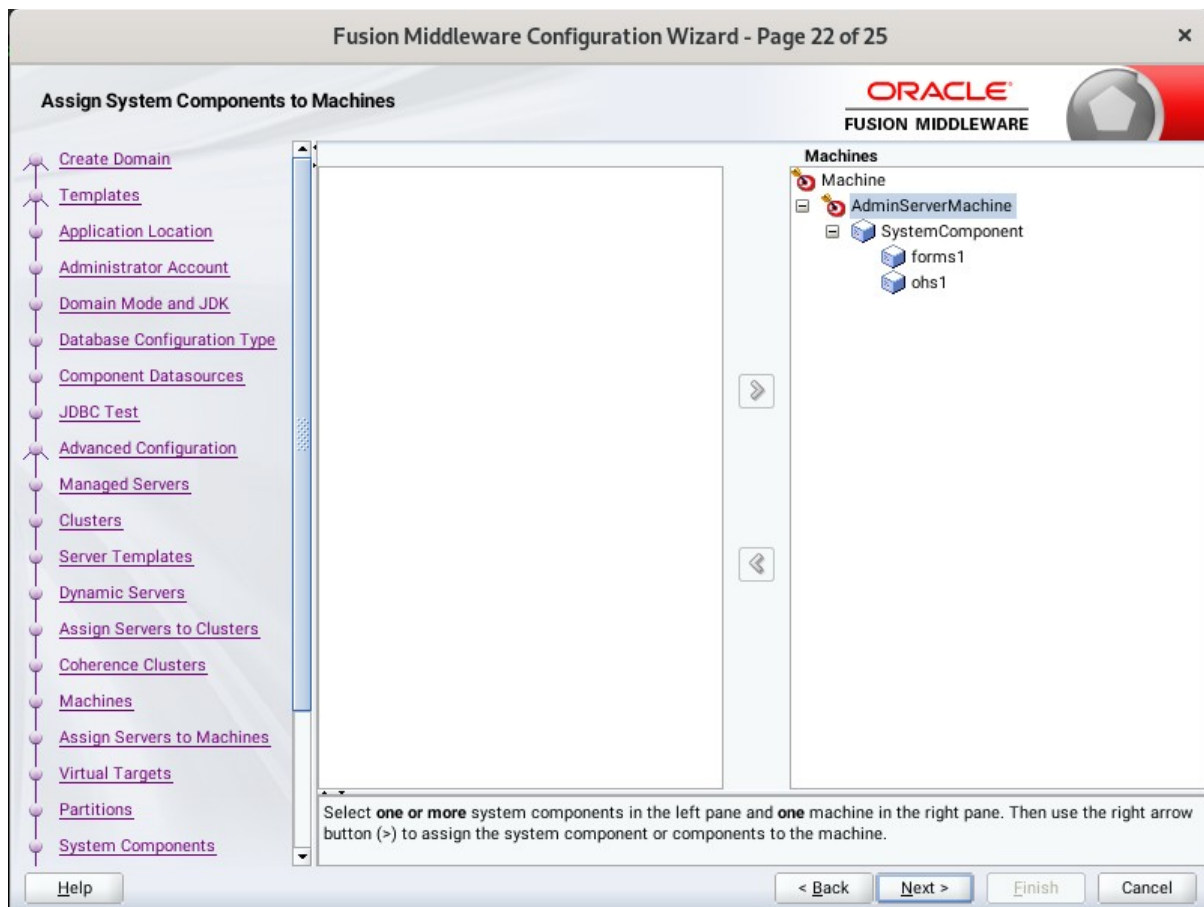 Fusion Middleware Configuration Wizard - Page 22 of 25
Assign System Components to Machines
ORACLE
FUSION MIDDLEWARE
Create Domain
Templates
Application Location
Administrator Account
Domain Mode and JDK
Database Configuration Type
Component Datasources
JDBC Test
Advanced Configuration
Managed Servers
Clusters
Server Templates
Dynamic Servers
Assign Servers to Clusters
Coherence Clusters
Machines
Assign Servers to Machines
Virtual Targets
Partitions
System Components
Machines
Machine
AdminServerMachine
SystemComponent
forms1
ohs1
Select one or more system components in the left pane and one machine in the right pane. Then use the right arrow
button (>) to assign the system component or components to the machine.
Help
< Back
Next >
Finish
Cancel